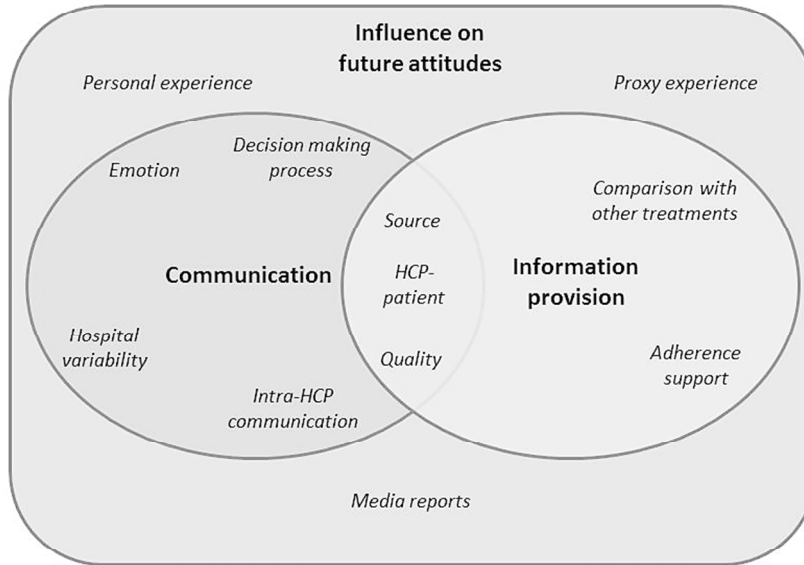 Influence on
future attitudes
Personal experience
Proxy experience
Emotion
Decision making
process
Communication
Hospital
variability
Intra-HCP
communication
Source
HCP-
patient
Quality
Comparison with
other treatments
Information
provision
Adherence
support
Media reports